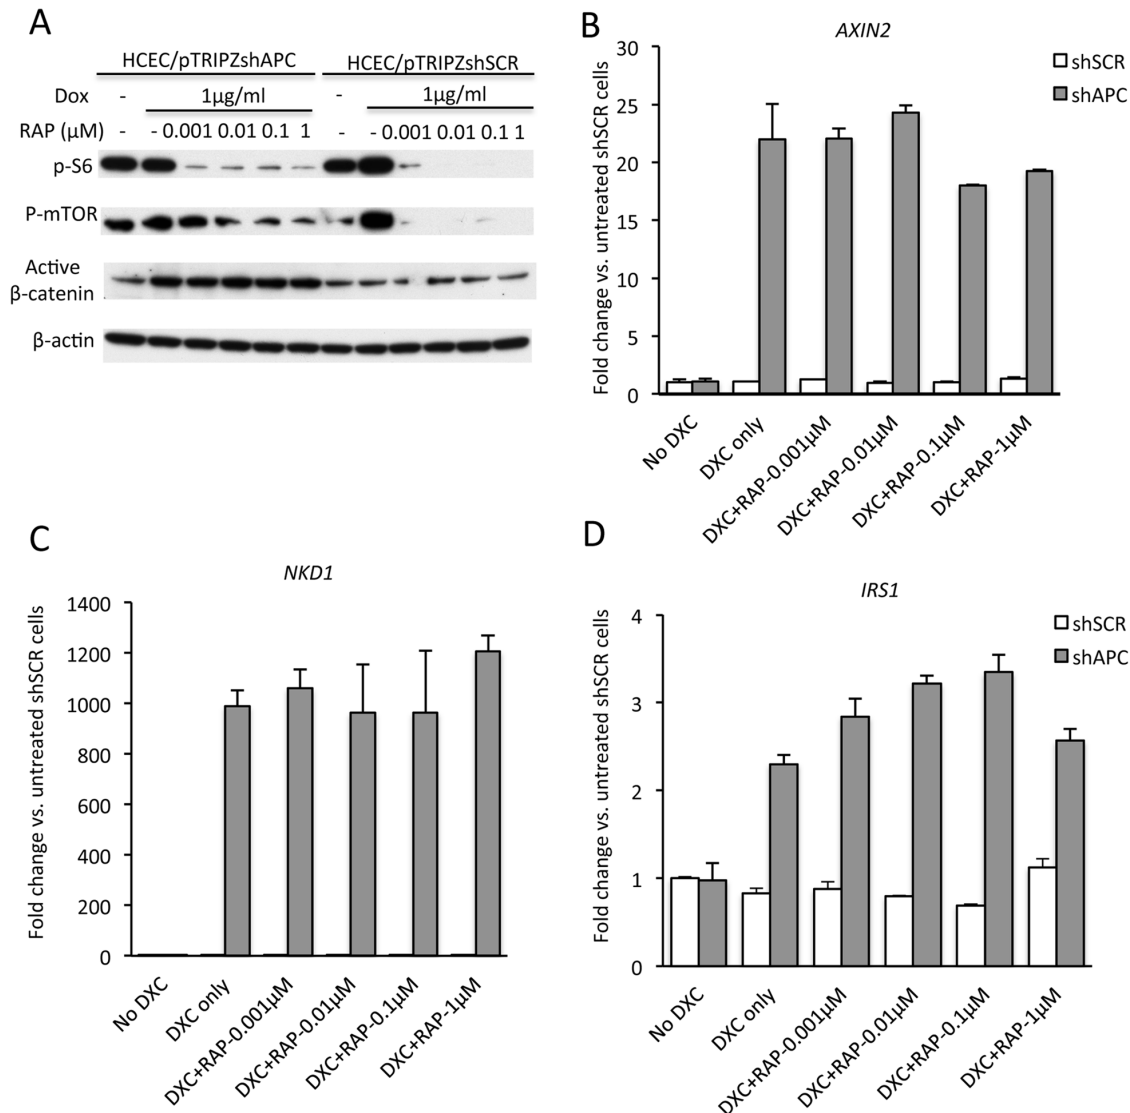 A
HCEC/pTRIPZshAPC HCEC/pTRIPZshSCR
Dox - 1µg/ml - 1µg/ml
RAP (µM) - - 0.001 0.01 0.1 1 - - 0.001 0.01 0.1 1
p-S6
P-mTOR
Active
β-catenin
β-actin
B
AXIN2
Fold change vs. untreated shSCR cells
30
25
20
15
10
5
0
shSCR
shAPC
No DXC
DXC only
DXC+RAP-0.001µM
DXC+RAP-0.01µM
DXC+RAP-0.1µM
DXC+RAP-1µM
C
NKD1
Fold change vs. untreated shSCR cells
1400
1200
1000
800
600
400
200
0
No DXC
DXC only
DXC+RAP-0.001µM
DXC+RAP-0.01µM
DXC+RAP-0.1µM
DXC+RAP-1µM
D
IRS1
Fold change vs. untreated shSCR cells
4
3
2
1
0
shSCR
shAPC
No DXC
DXC only
DXC+RAP-0.001µM
DXC+RAP-0.01µM
DXC+RAP-0.1µM
DXC+RAP-1µM